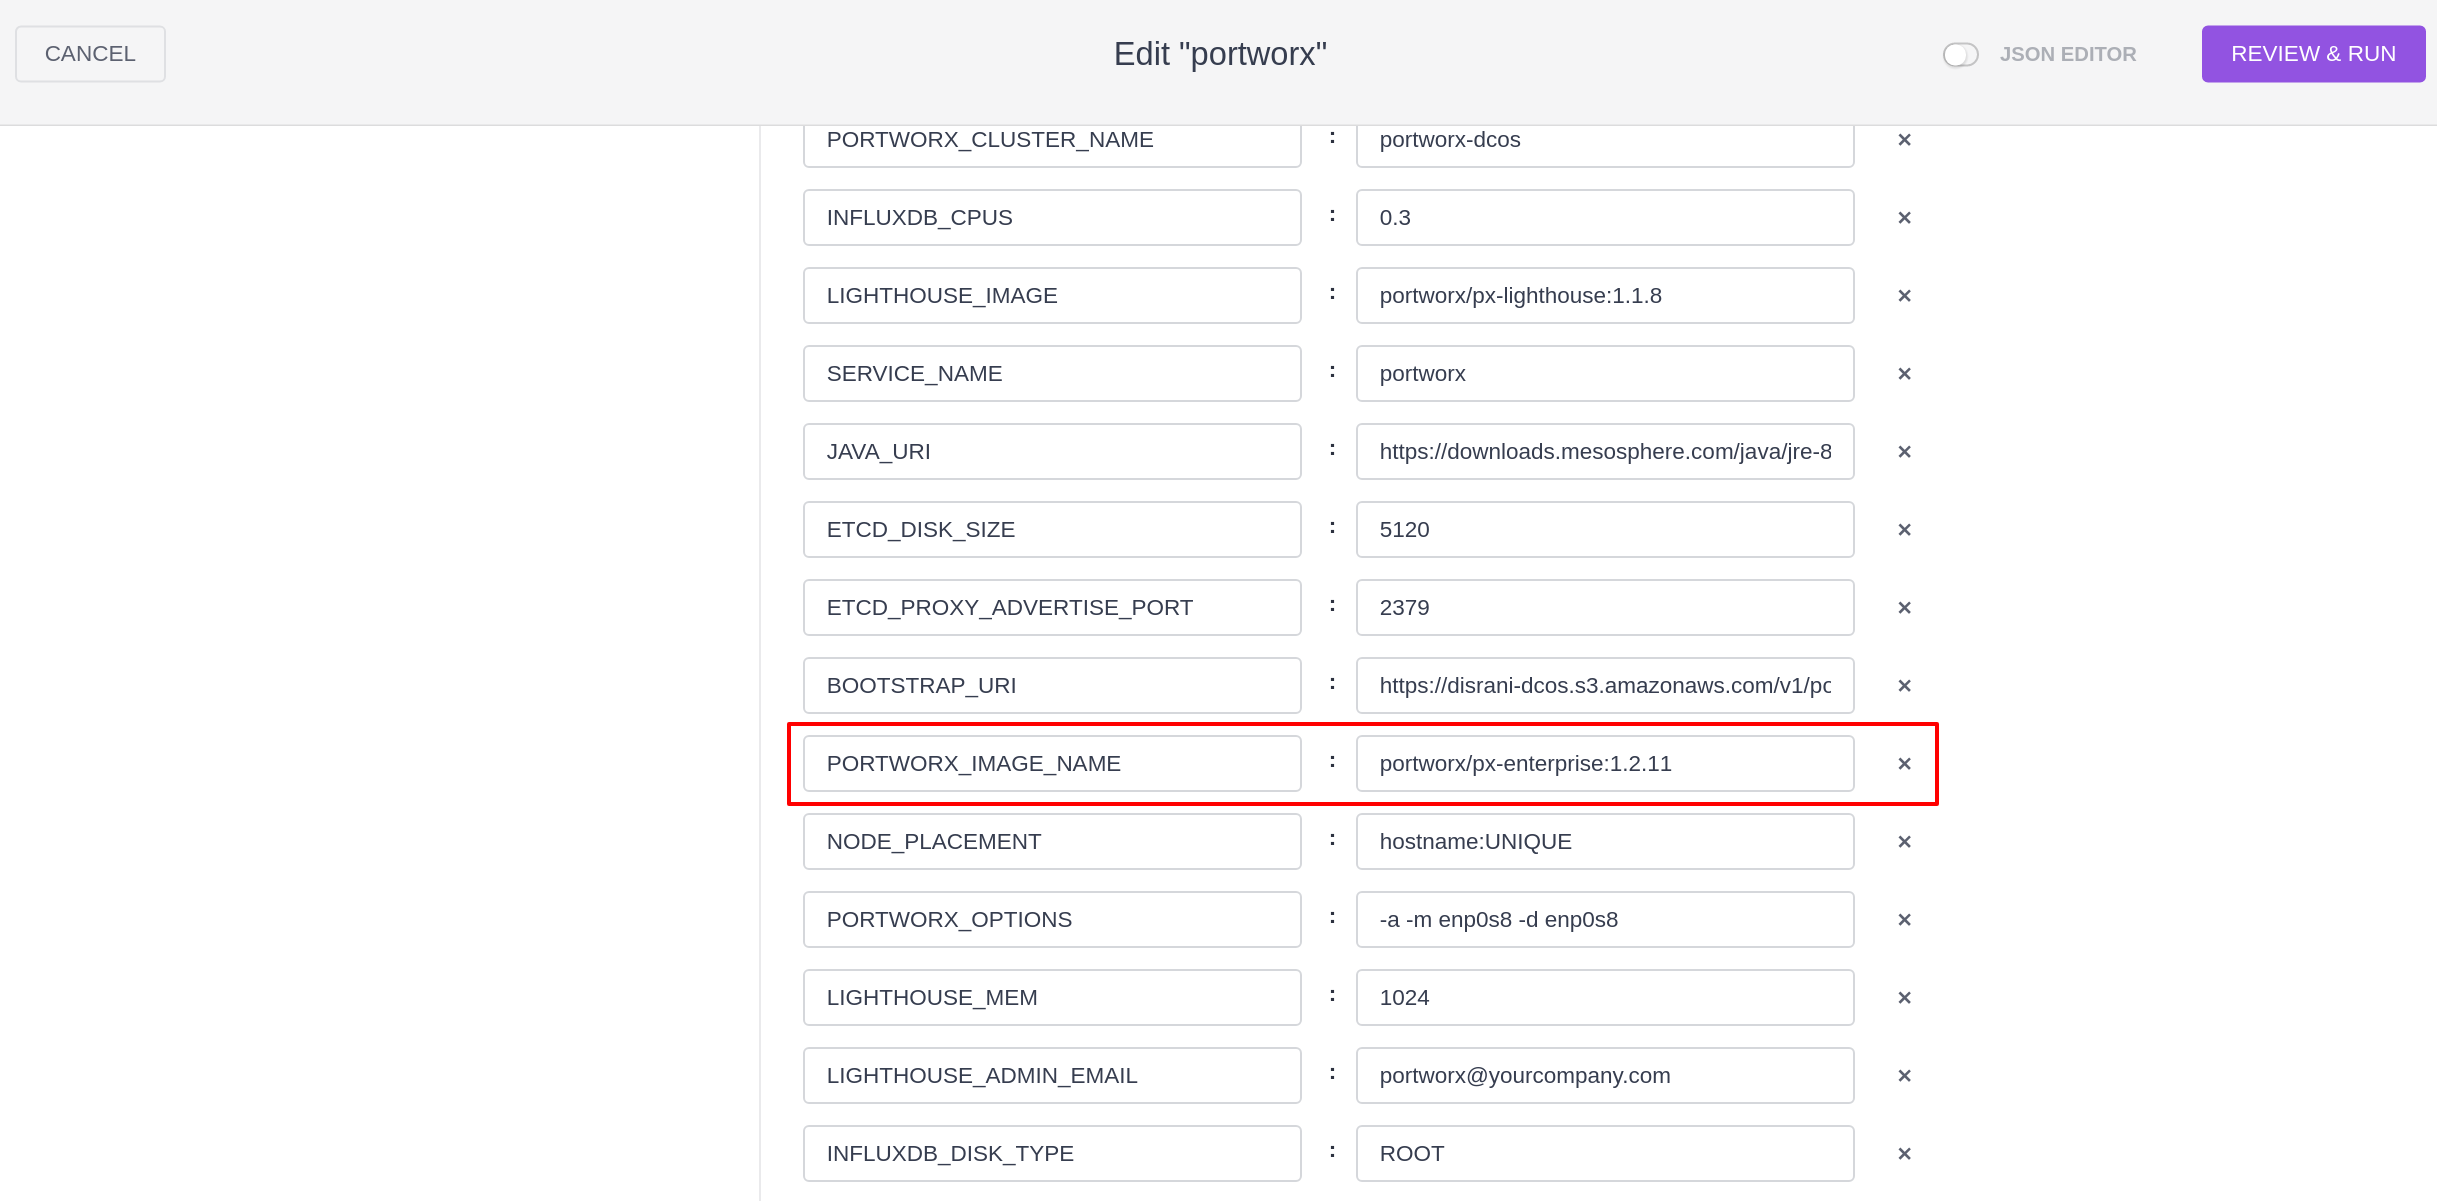 CANCEL
Edit "portworx"
JSON EDITOR
REVIEW & RUN
PORTWORX_CLUSTER_NAME : portworx-dcos ×
INFLUXDB_CPUS : 0.3 ×
LIGHTHOUSE_IMAGE : portworx/px-lighthouse:1.1.8 ×
SERVICE_NAME : portworx ×
JAVA_URI : https://downloads.mesosphere.com/java/jre-8 ×
ETCD_DISK_SIZE : 5120 ×
ETCD_PROXY_ADVERTISE_PORT : 2379 ×
BOOTSTRAP_URI : https://disrani-dcos.s3.amazonaws.com/v1/pc ×
PORTWORX_IMAGE_NAME : portworx/px-enterprise:1.2.11 ×
NODE_PLACEMENT : hostname:UNIQUE ×
PORTWORX_OPTIONS : -a -m enp0s8 -d enp0s8 ×
LIGHTHOUSE_MEM : 1024 ×
LIGHTHOUSE_ADMIN_EMAIL : portworx@yourcompany.com ×
INFLUXDB_DISK_TYPE : ROOT ×